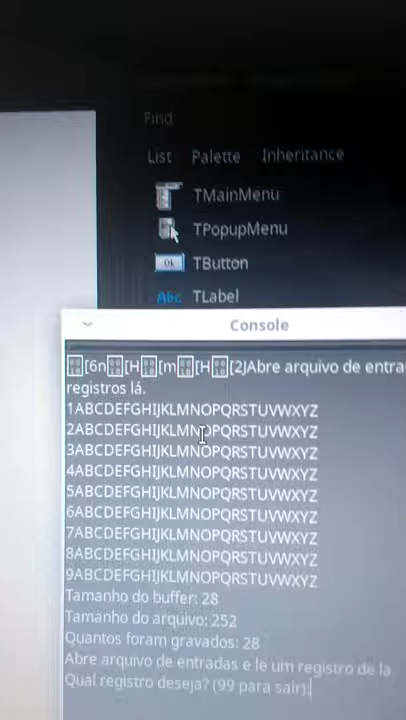 Find
List Palette Inheritance
TMainMenu
TPopupMenu
Ok TButton
Abc TLabel
Console
[6n[H[m[H[2JAbre arquivo de entra
registros lá.
1ABCDEFGHIJKLMNOPQRSTUVWXYZ
2ABCDEFGHIJKLMNOPQRSTUVWXYZ
3ABCDEFGHIJKLMNOPQRSTUVWXYZ
4ABCDEFGHIJKLMNOPQRSTUVWXYZ
5ABCDEFGHIJKLMNOPQRSTUVWXYZ
6ABCDEFGHIJKLMNOPQRSTUVWXYZ
7ABCDEFGHIJKLMNOPQRSTUVWXYZ
8ABCDEFGHIJKLMNOPQRSTUVWXYZ
9ABCDEFGHIJKLMNOPQRSTUVWXYZ
Tamanho do buffer: 28
Tamanho do arquivo: 252
Quantos foram gravados: 28
Abre arquivo de entradas e le um registro de la
Qual registro deseja? (99 para sair):